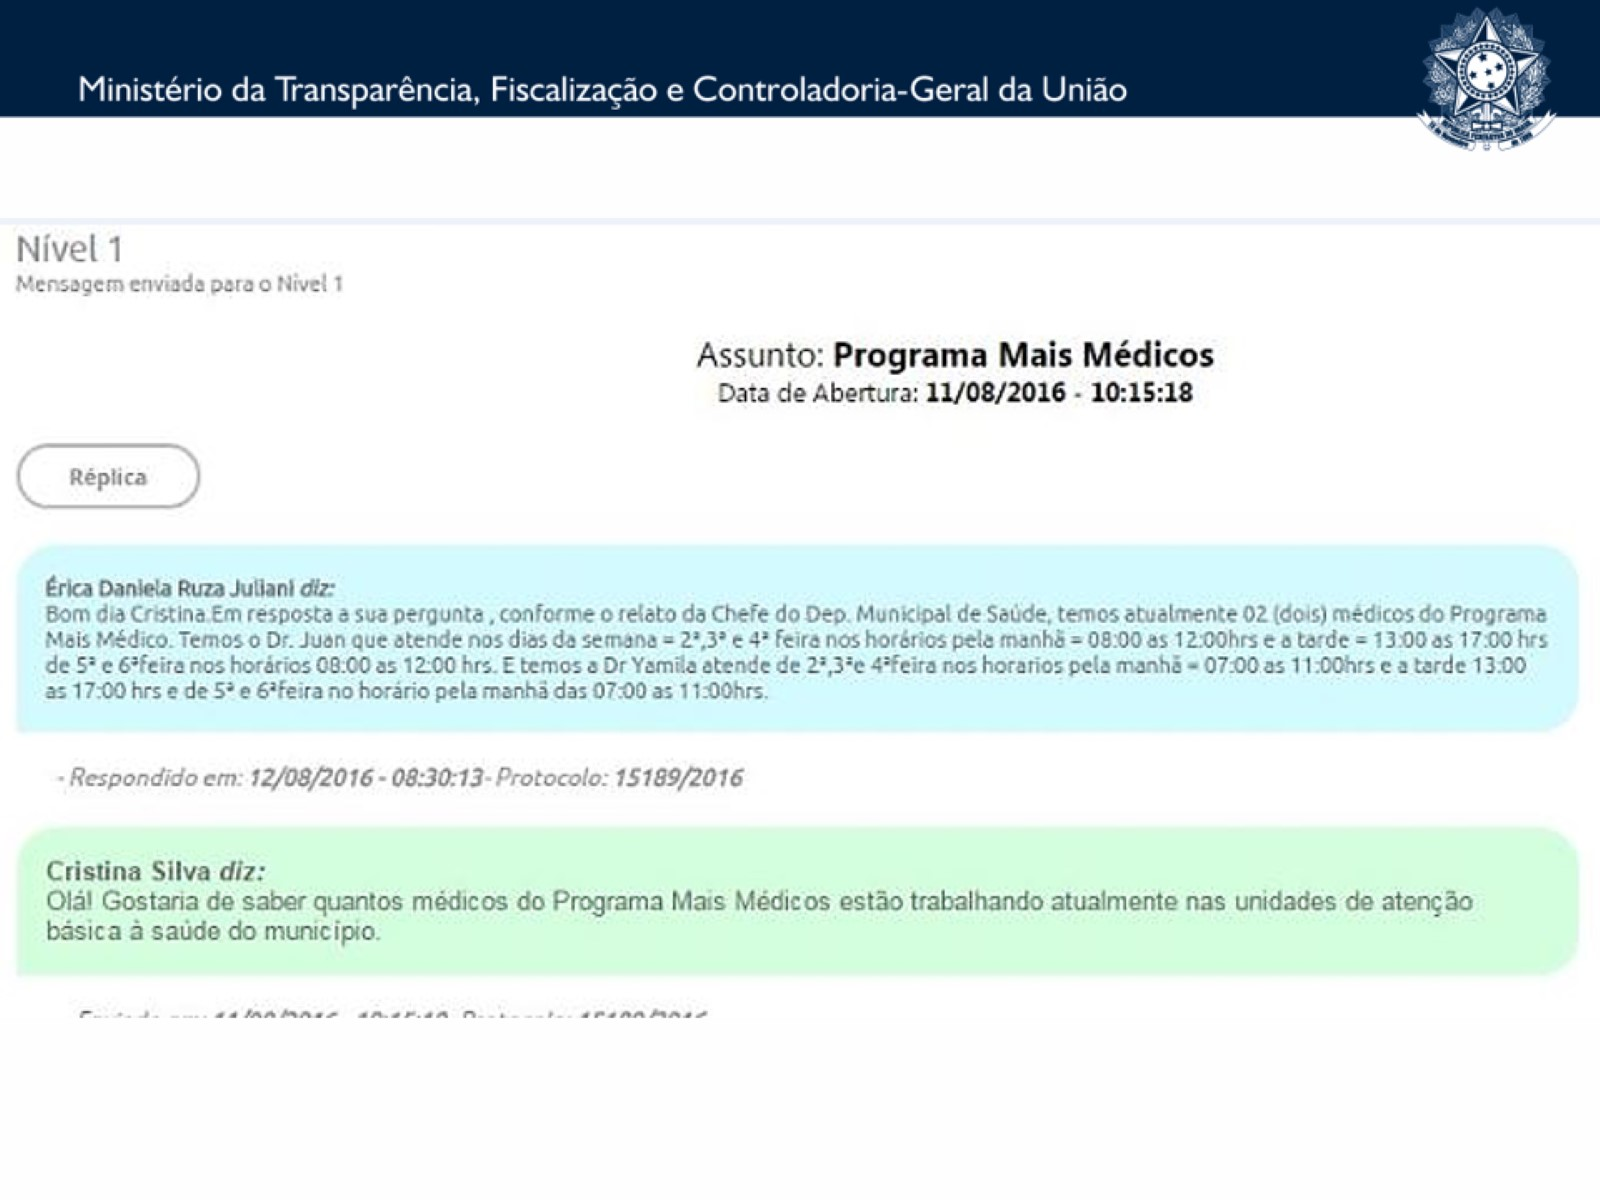 Ministério da Transparência, Fiscalização e Controladoria-Geral da União
Nível 1
Mensagem enviada para o Nível 1
Assunto: Programa Mais Médicos
Data de Abertura: 11/08/2016 - 10:15:18
Réplica
Érica Daniela Ruza Juliani diz:
Bom dia Cristina.Em resposta a sua pergunta , conforme o relato da Chefe do Dep. Municipal de Saúde, temos atualmente 02 (dois) médicos do Programa
Mais Médico. Temos o Dr. Juan que atende nos dias da semana = 2ª,3ª e 4ª feira nos horários pela manhã = 08:00 as 12:00hrs e a tarde = 13:00 as 17:00 hrs
de 5ª e 6ªfeira nos horários 08:00 as 12:00 hrs. E temos a Dr Yamila atende de 2ª,3ªe 4ªfeira nos horarios pela manhã = 07:00 as 11:00hrs e a tarde 13:00
as 17:00 hrs e de 5ª e 6ªfeira no horário pela manhã das 07:00 as 11:00hrs.
- Respondido em: 12/08/2016 - 08:30:13- Protocolo: 15189/2016
Cristina Silva diz:
Olá! Gostaria de saber quantos médicos do Programa Mais Médicos estão trabalhando atualmente nas unidades de atenção
básica à saúde do município.